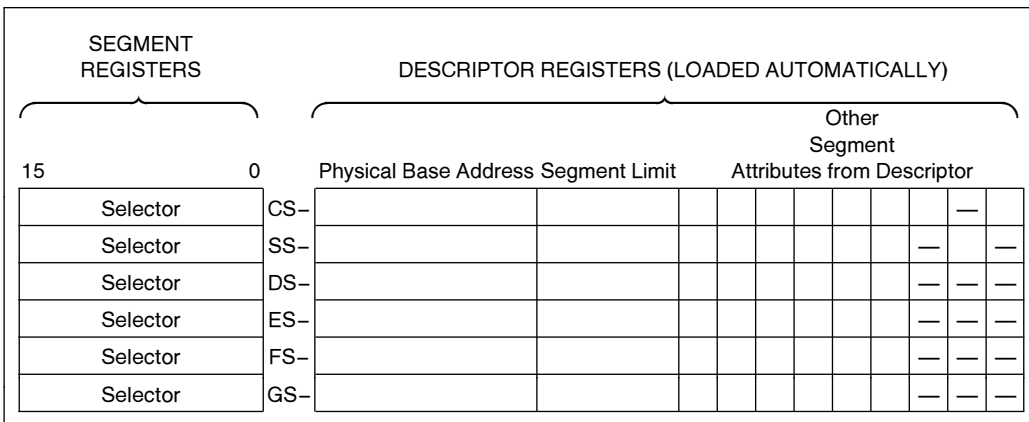 SEGMENT
REGISTERS
DESCRIPTOR REGISTERS (LOADED AUTOMATICALLY)
Other
Segment
15 0 Physical Base Address Segment Limit Attributes from Descriptor
Selector CS– —
Selector SS– — —
Selector DS– — — —
Selector ES– — — —
Selector FS– — — —
Selector GS– — — —